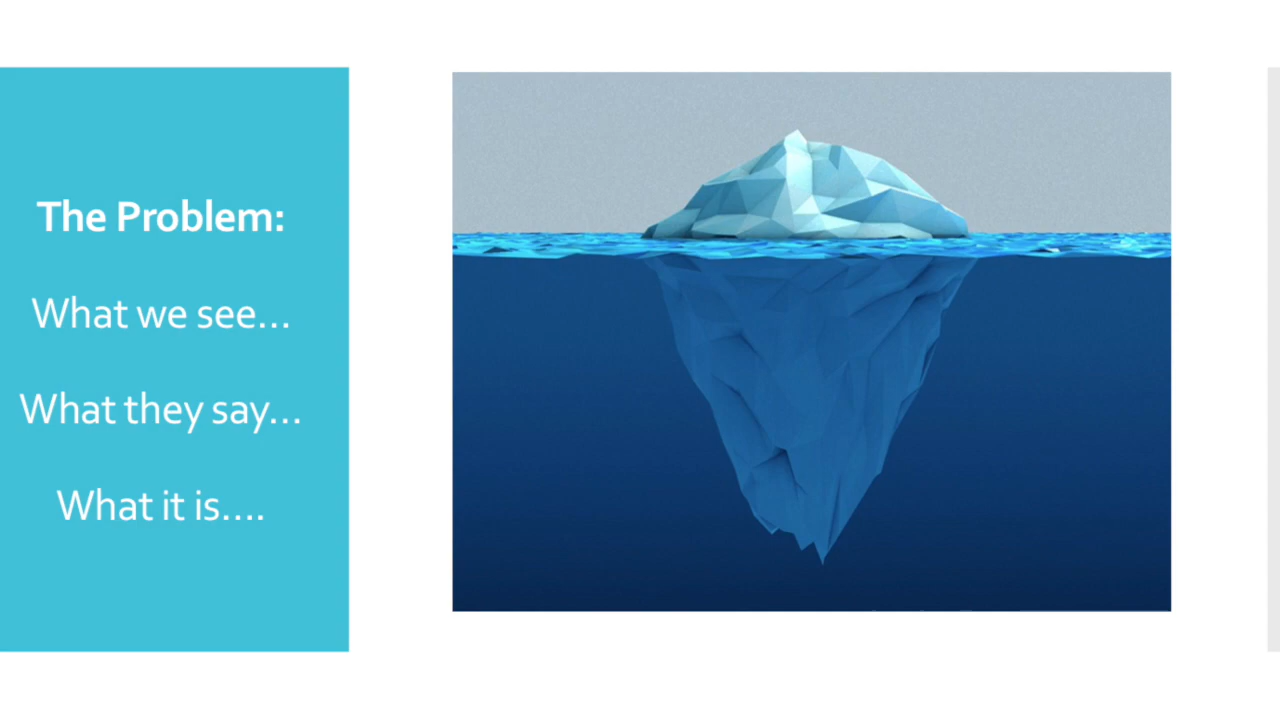 The Problem:
What we see...
What they say...
What it is....